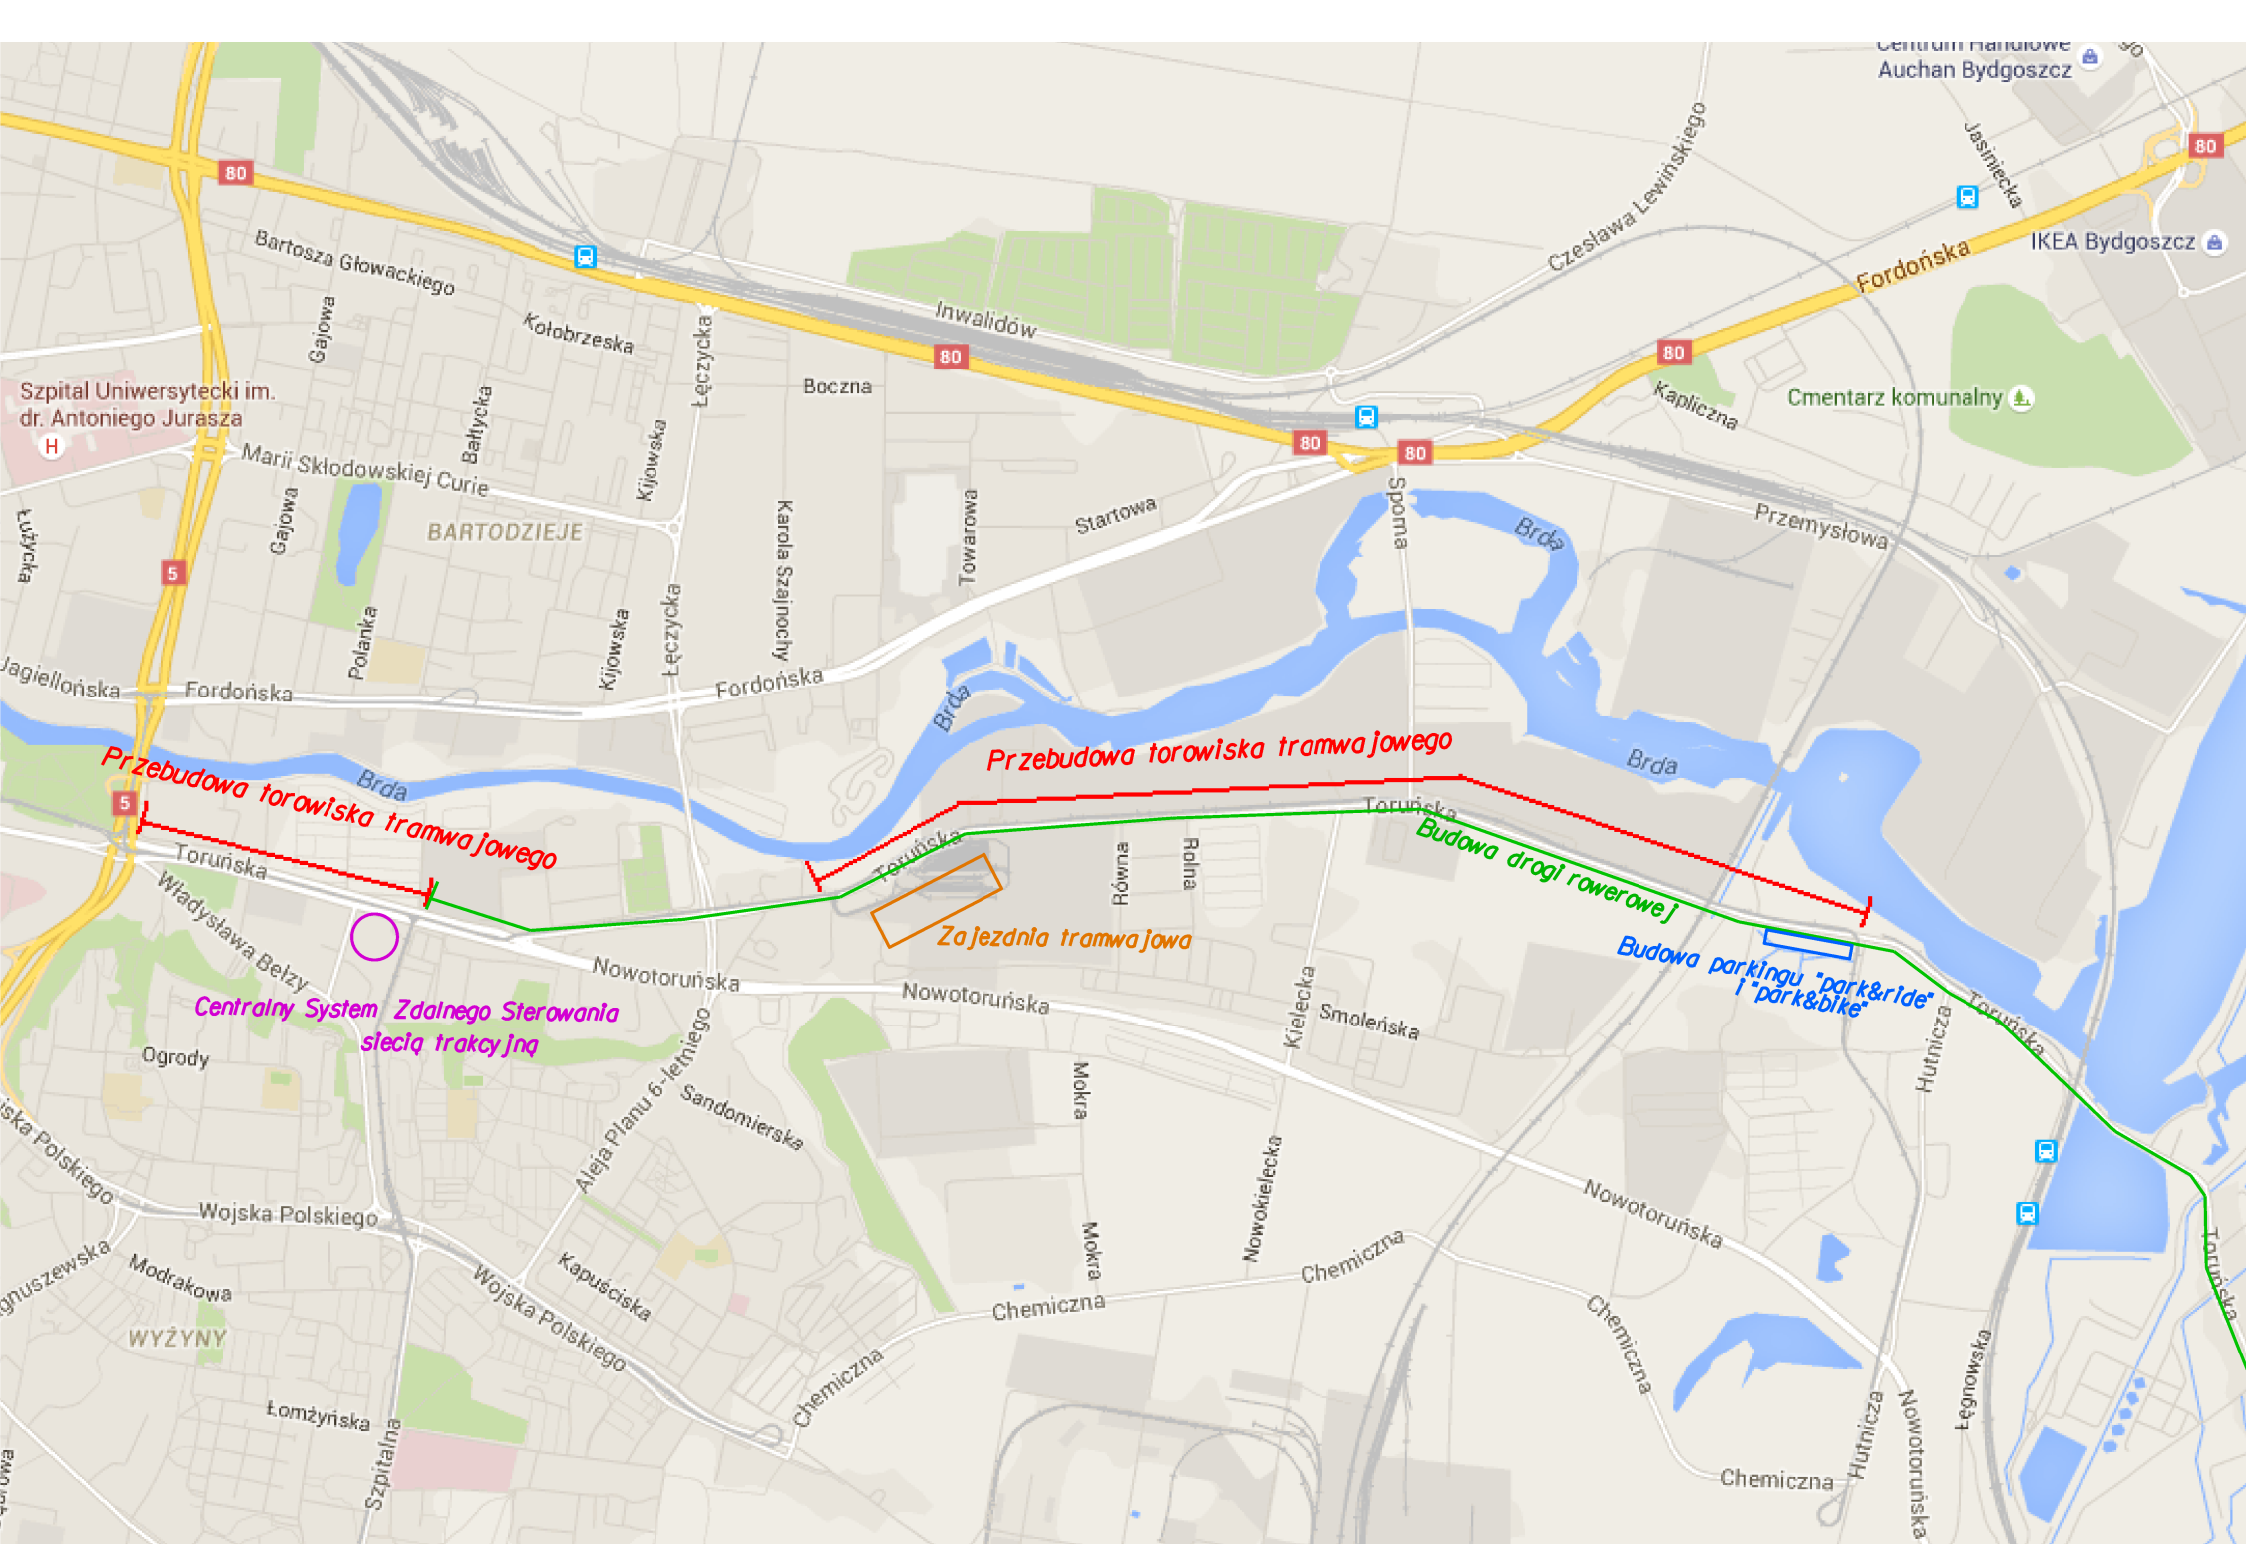 Centrum Handlowe
Auchan Bydgoszcz
go
80
80
Jasiniecka
Czesława Lewińskiego
IKEA Bydgoszcz
Bartosza Głowackiego
Fordońska
Inwalidów
Kołobrzeska
Gajowa
Łęczycka
80
80
Boczna
Szpital Uniwersytecki im.
dr. Antoniego Jurasza
H
Bałtycka
Kapliczna
Cmentarz komunalny
Kijowska
80
80
Marii Skłodowskiej Curie
Gajowa
Łużycka
BARTODZIEJE
Karola Szajnochy
Towarowa
Startowa
Sporna
Brda
Przemysłowa
5
Polanka
Kijowska
Łęczycka
Jagiellońska
Fordońska
Fordońska
Brda
Przebudowa torowiska tramwajowego
Przebudowa torowiska tramwajowego
Brda
Brda
5
Toruńska
Toruńska
Toruńska
Budowa drogi rowerowej
Równa
Rolna
Władysława Bełzy
Zajezdnia tramwajowa
Budowa parkingu "park&ride"
i "park&bike"
Nowotoruńska
Nowotoruńska
Kielecka
Smoleńska
Toruńska
Hutnicza
Centralny System Zdalnego Sterowania
siecią trakcyjną
Ogrody
Aleja Planu 6-letniego
Sandomierska
Mokra
Nowokielecka
Wojska Polskiego
Nowotoruńska
Mokra
Chemiczna
Toruńska
Modrakowa
Kapuściska
Wojska Polskiego
Chemiczna
Chemiczna
WYŻYNY
Chemiczna
Łęgnowska
Łomżyńska
Szpitalna
Hutnicza
Nowotoruńska
Chemiczna